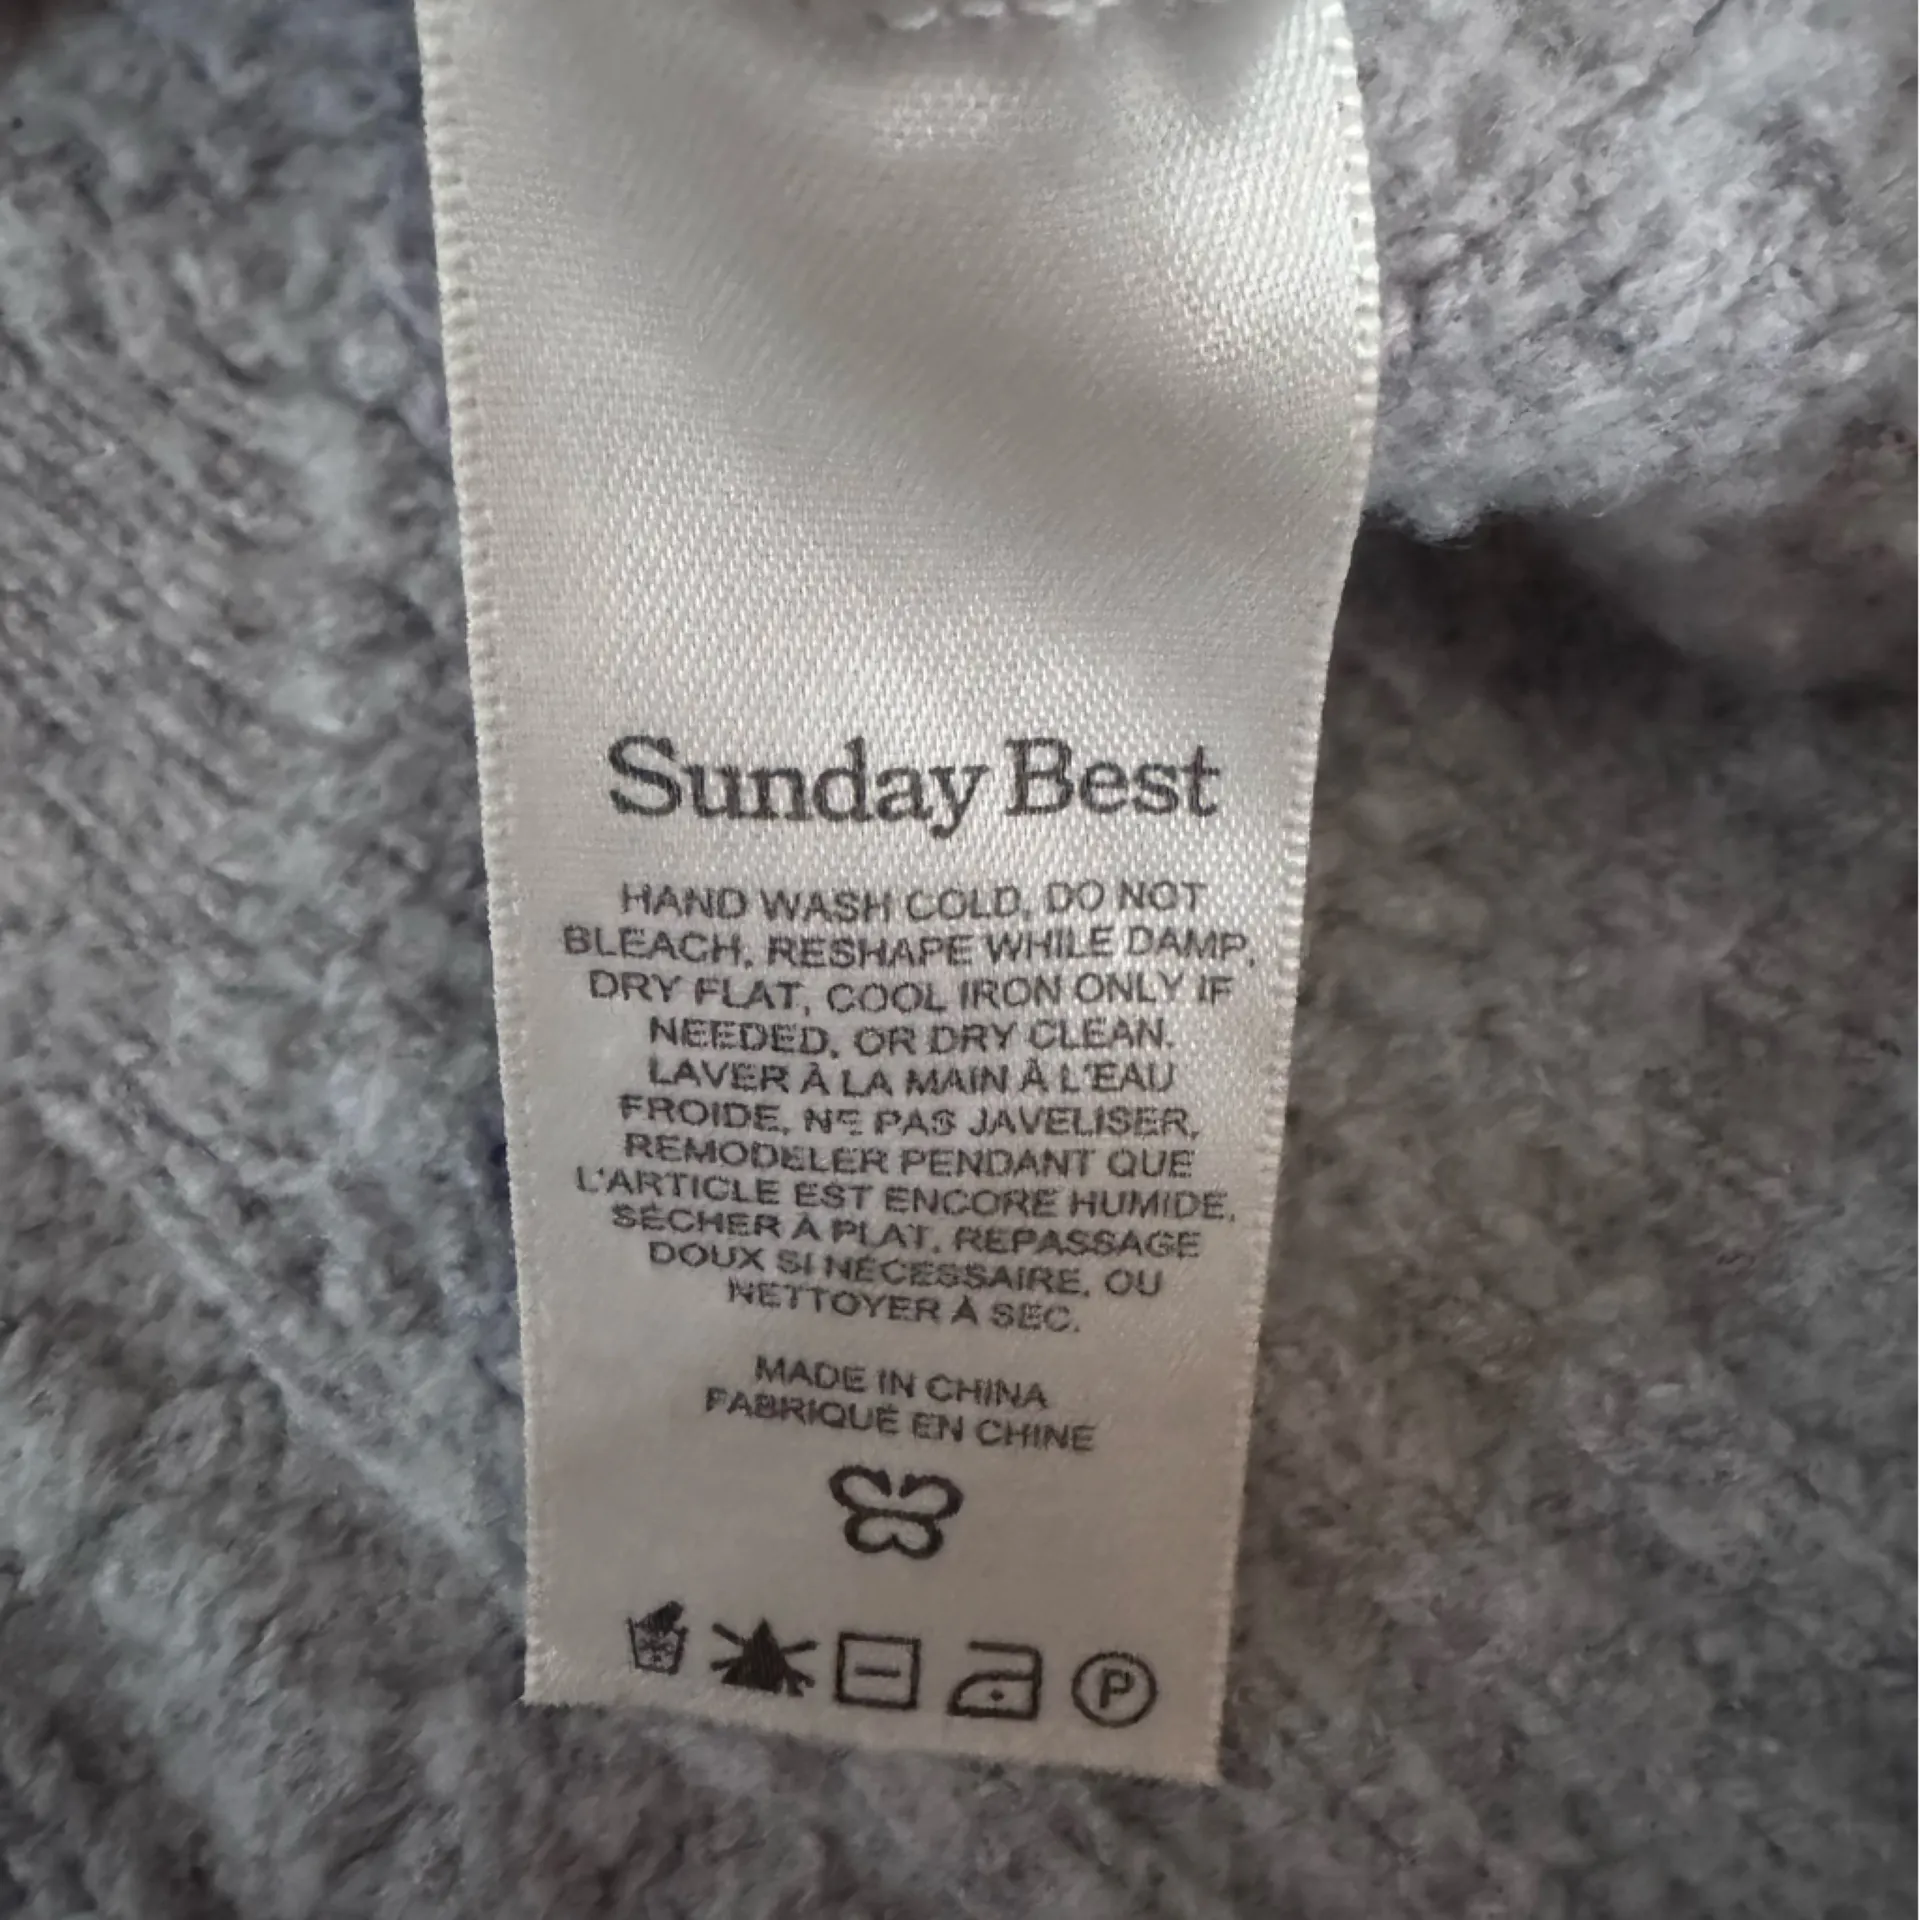 Sunday Best
HAND WASH COLD, DO NOT
BLEACH, RESHAPE WHILE DAMP,
DRY FLAT, COOL IRON ONLY IF
NEEDED, OR DRY CLEAN.
LAVER À LA MAIN À L'EAU
FROIDE, NE PAS JAVELISER,
REMODELER PENDANT QUE
L'ARTICLE EST ENCORE HUMIDE,
SÉCHER À PLAT, REPASSAGE
DOUX SI NÉCESSAIRE, OU
NETTOYER À SEC.
MADE IN CHINA
FABRIQUÉ EN CHINE
P